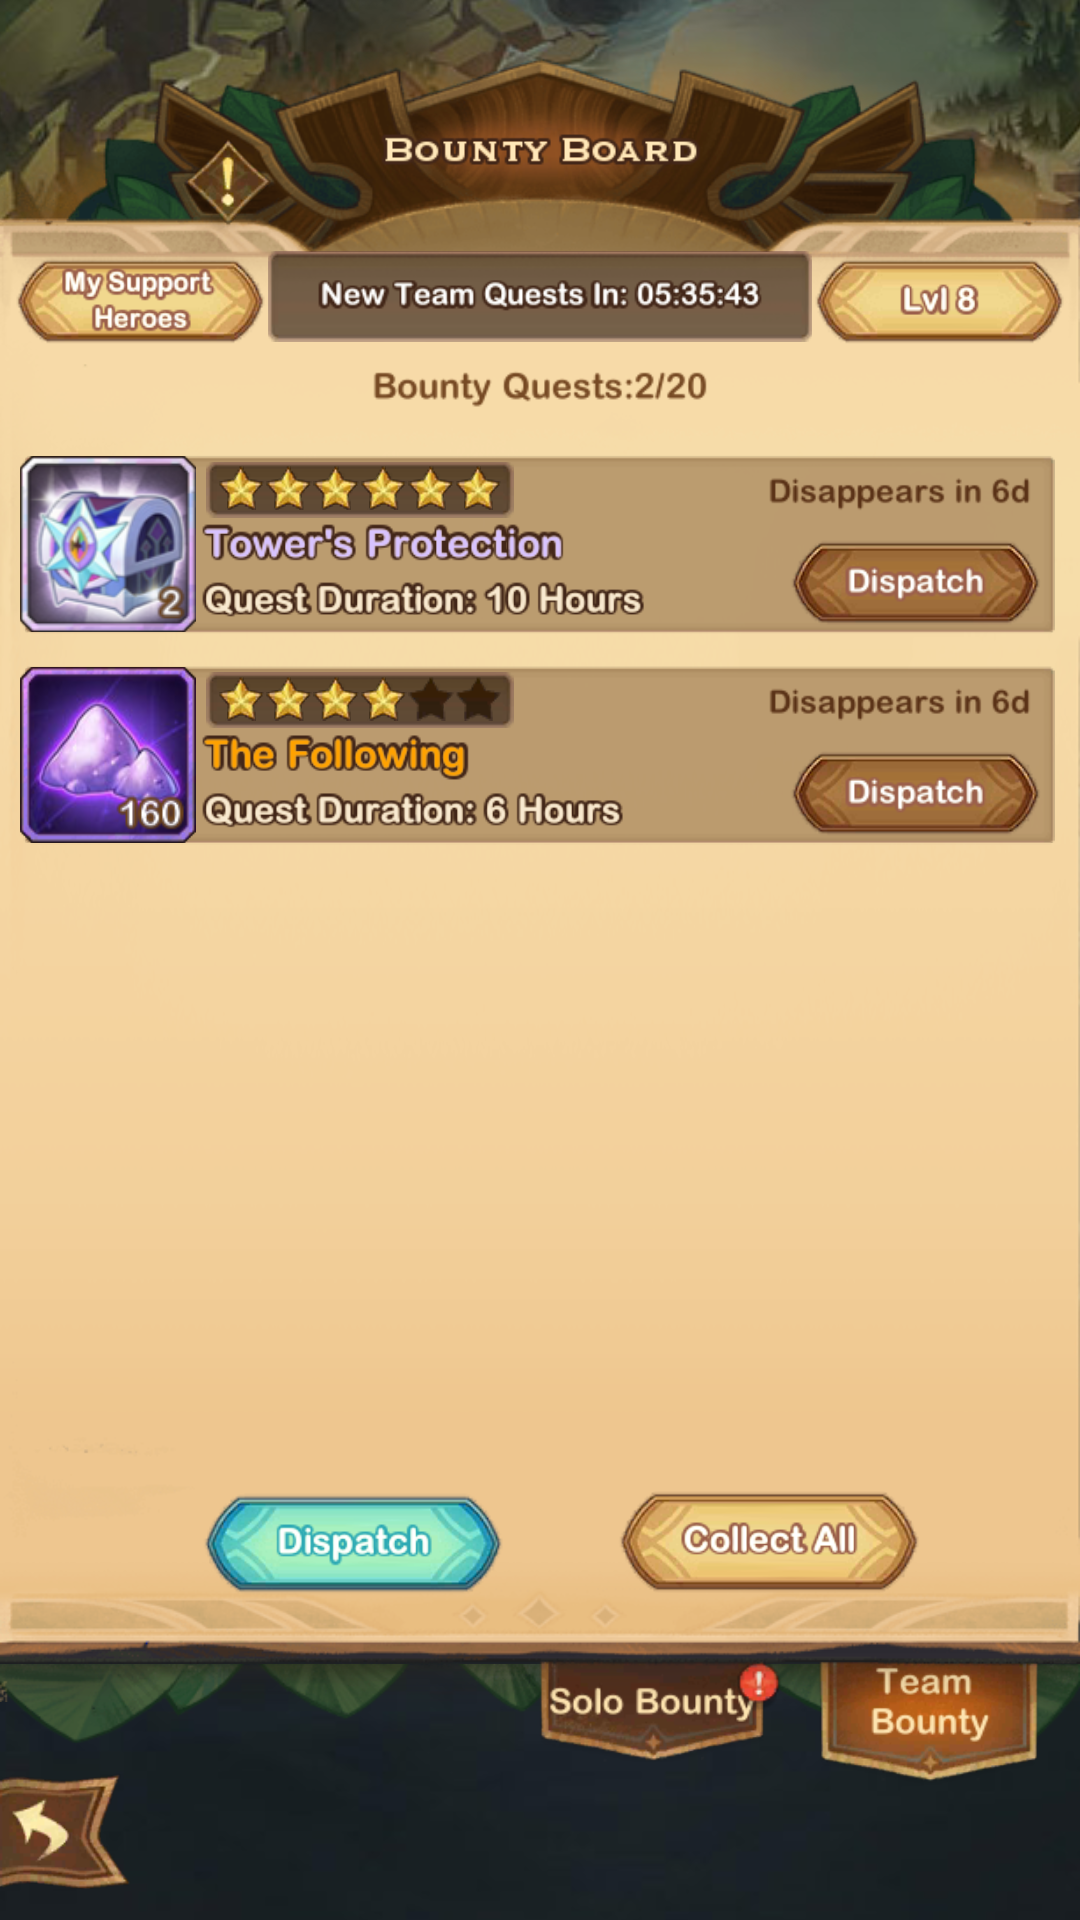 Bounty Board
My Support
Heroes
New Team Quests In: 05:35:43
Lvl 8
Bounty Quests:2/20
Disappears in 6d
Tower's Protection
Dispatch
2
Quest Duration: 10 Hours
Disappears in 6d
The Following
Dispatch
160
Quest Duration: 6 Hours
Dispatch
Collect All
Solo Bounty
Team
Bounty